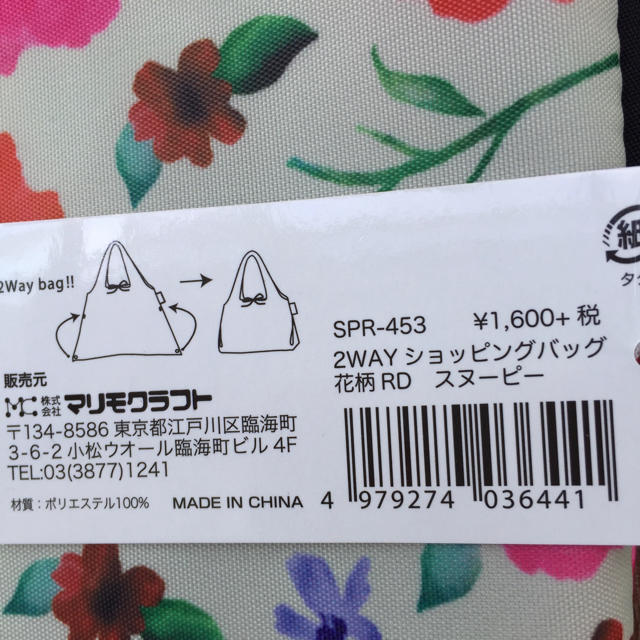 2Way bag!!
紙
タグ
SPR-453 ¥1,600+ 税
2WAY ショッピングバッグ
花柄 RD スヌーピー
販売元
MC 株式会社 マリモクラフト
〒134-8586 東京都江戸川区臨海町
3-6-2 小松ウオール臨海町ビル 4F
TEL:03(3877)1241
材質：ポリエステル100% MADE IN CHINA
4 979274 036441